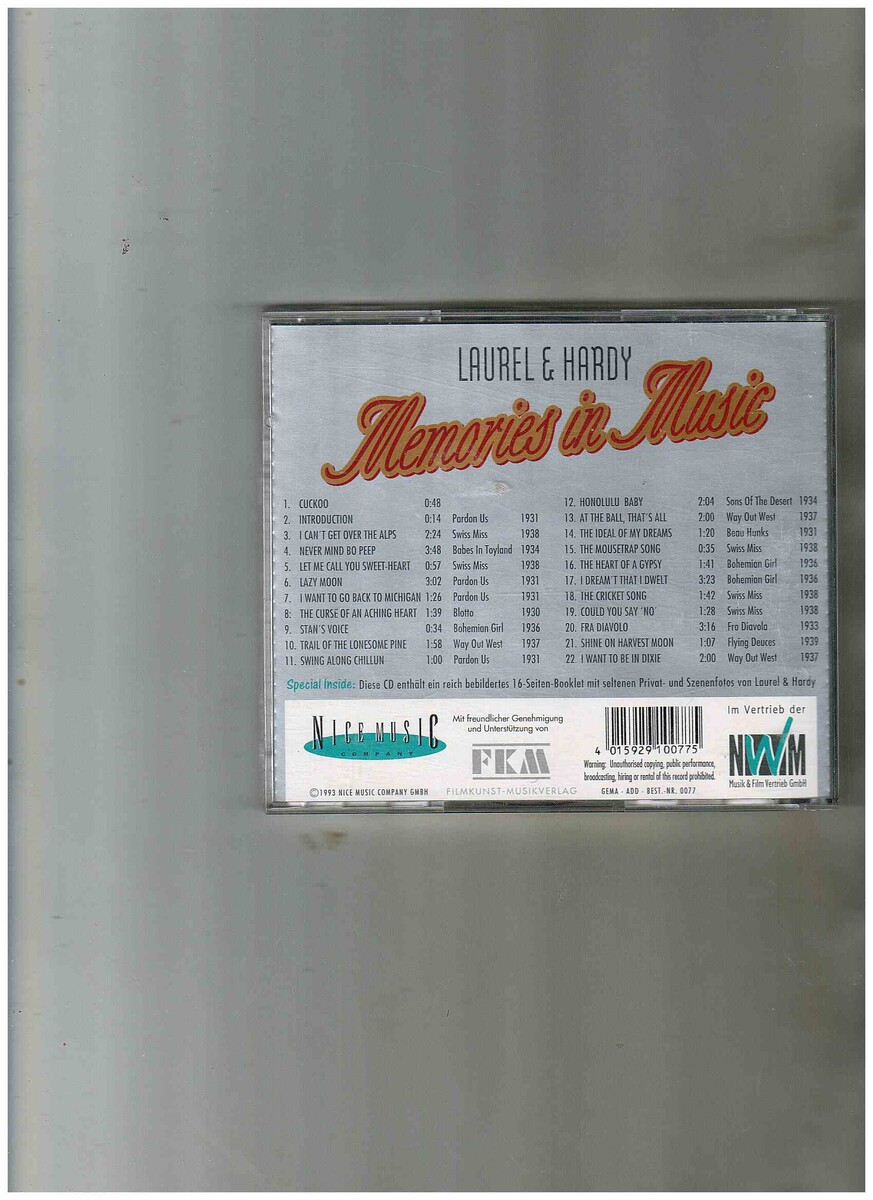 LAUREL & HARDY
Memories in Music
1. CUCKOO 0:48
2. INTRODUCTION 0:14 Pardon Us 1931
3. I CAN'T GET OVER THE ALPS 2:24 Swiss Miss 1938
4. NEVER MIND BO PEEP 3:48 Babes In Toyland 1934
5. LET ME CALL YOU SWEET-HEART 0:57 Swiss Miss 1938
6. LAZY MOON 3:02 Pardon Us 1931
7. I WANT TO GO BACK TO MICHIGAN 1:26 Pardon Us 1931
8: THE CURSE OF AN ACHING HEART 1:39 Blotto 1930
9. STAN'S VOICE 0:34 Bohemian Girl 1936
10. TRAIL OF THE LONESOME PINE 1:58 Way Out West 1937
11. SWING ALONG CHILLUN 1:00 Pardon Us 1931
12. HONOLULU BABY 2:04 Sons Of The Desert 1934
13. AT THE BALL, THAT'S ALL 2:00 Way Out West 1937
14. THE IDEAL OF MY DREAMS 1:20 Beau Hunks 1931
15. THE MOUSETRAP SONG 0:35 Swiss Miss 1938
16. THE HEART OF A GYPSY 1:41 Bohemian Girl 1936
17. I DREAM'T THAT I DWELT 3:23 Bohemian Girl 1936
18. THE CRICKET SONG 1:42 Swiss Miss 1938
19. COULD YOU SAY 'NO' 1:28 Swiss Miss 1938
20. FRA DIAVOLO 3:16 Fra Diavola 1933
21. SHINE ON HARVEST MOON 1:07 Flying Deuces 1939
22. I WANT TO BE IN DIXIE 2:00 Way Out West 1937
Special Inside: Diese CD enthält ein reich bebildertes 16-Seiten-Booklet mit seltenen Privat- und Szenenfotos von Laurel & Hardy
NICE MUSIC
COMPANY
©1993 NICE MUSIC COMPANY GMBH
Mit freundlicher Genehmigung
und Unterstützung von
FKM
FILMKUNST-MUSIKVERLAG
4 015929 100775
Warning: Unauthorised copying, public performance,
broadcasting, hiring or rental of this record prohibited.
GEMA - ADD - BEST.-NR. 0077
Im Vertrieb der
NWM
Musik & Film Vertrieb GmbH